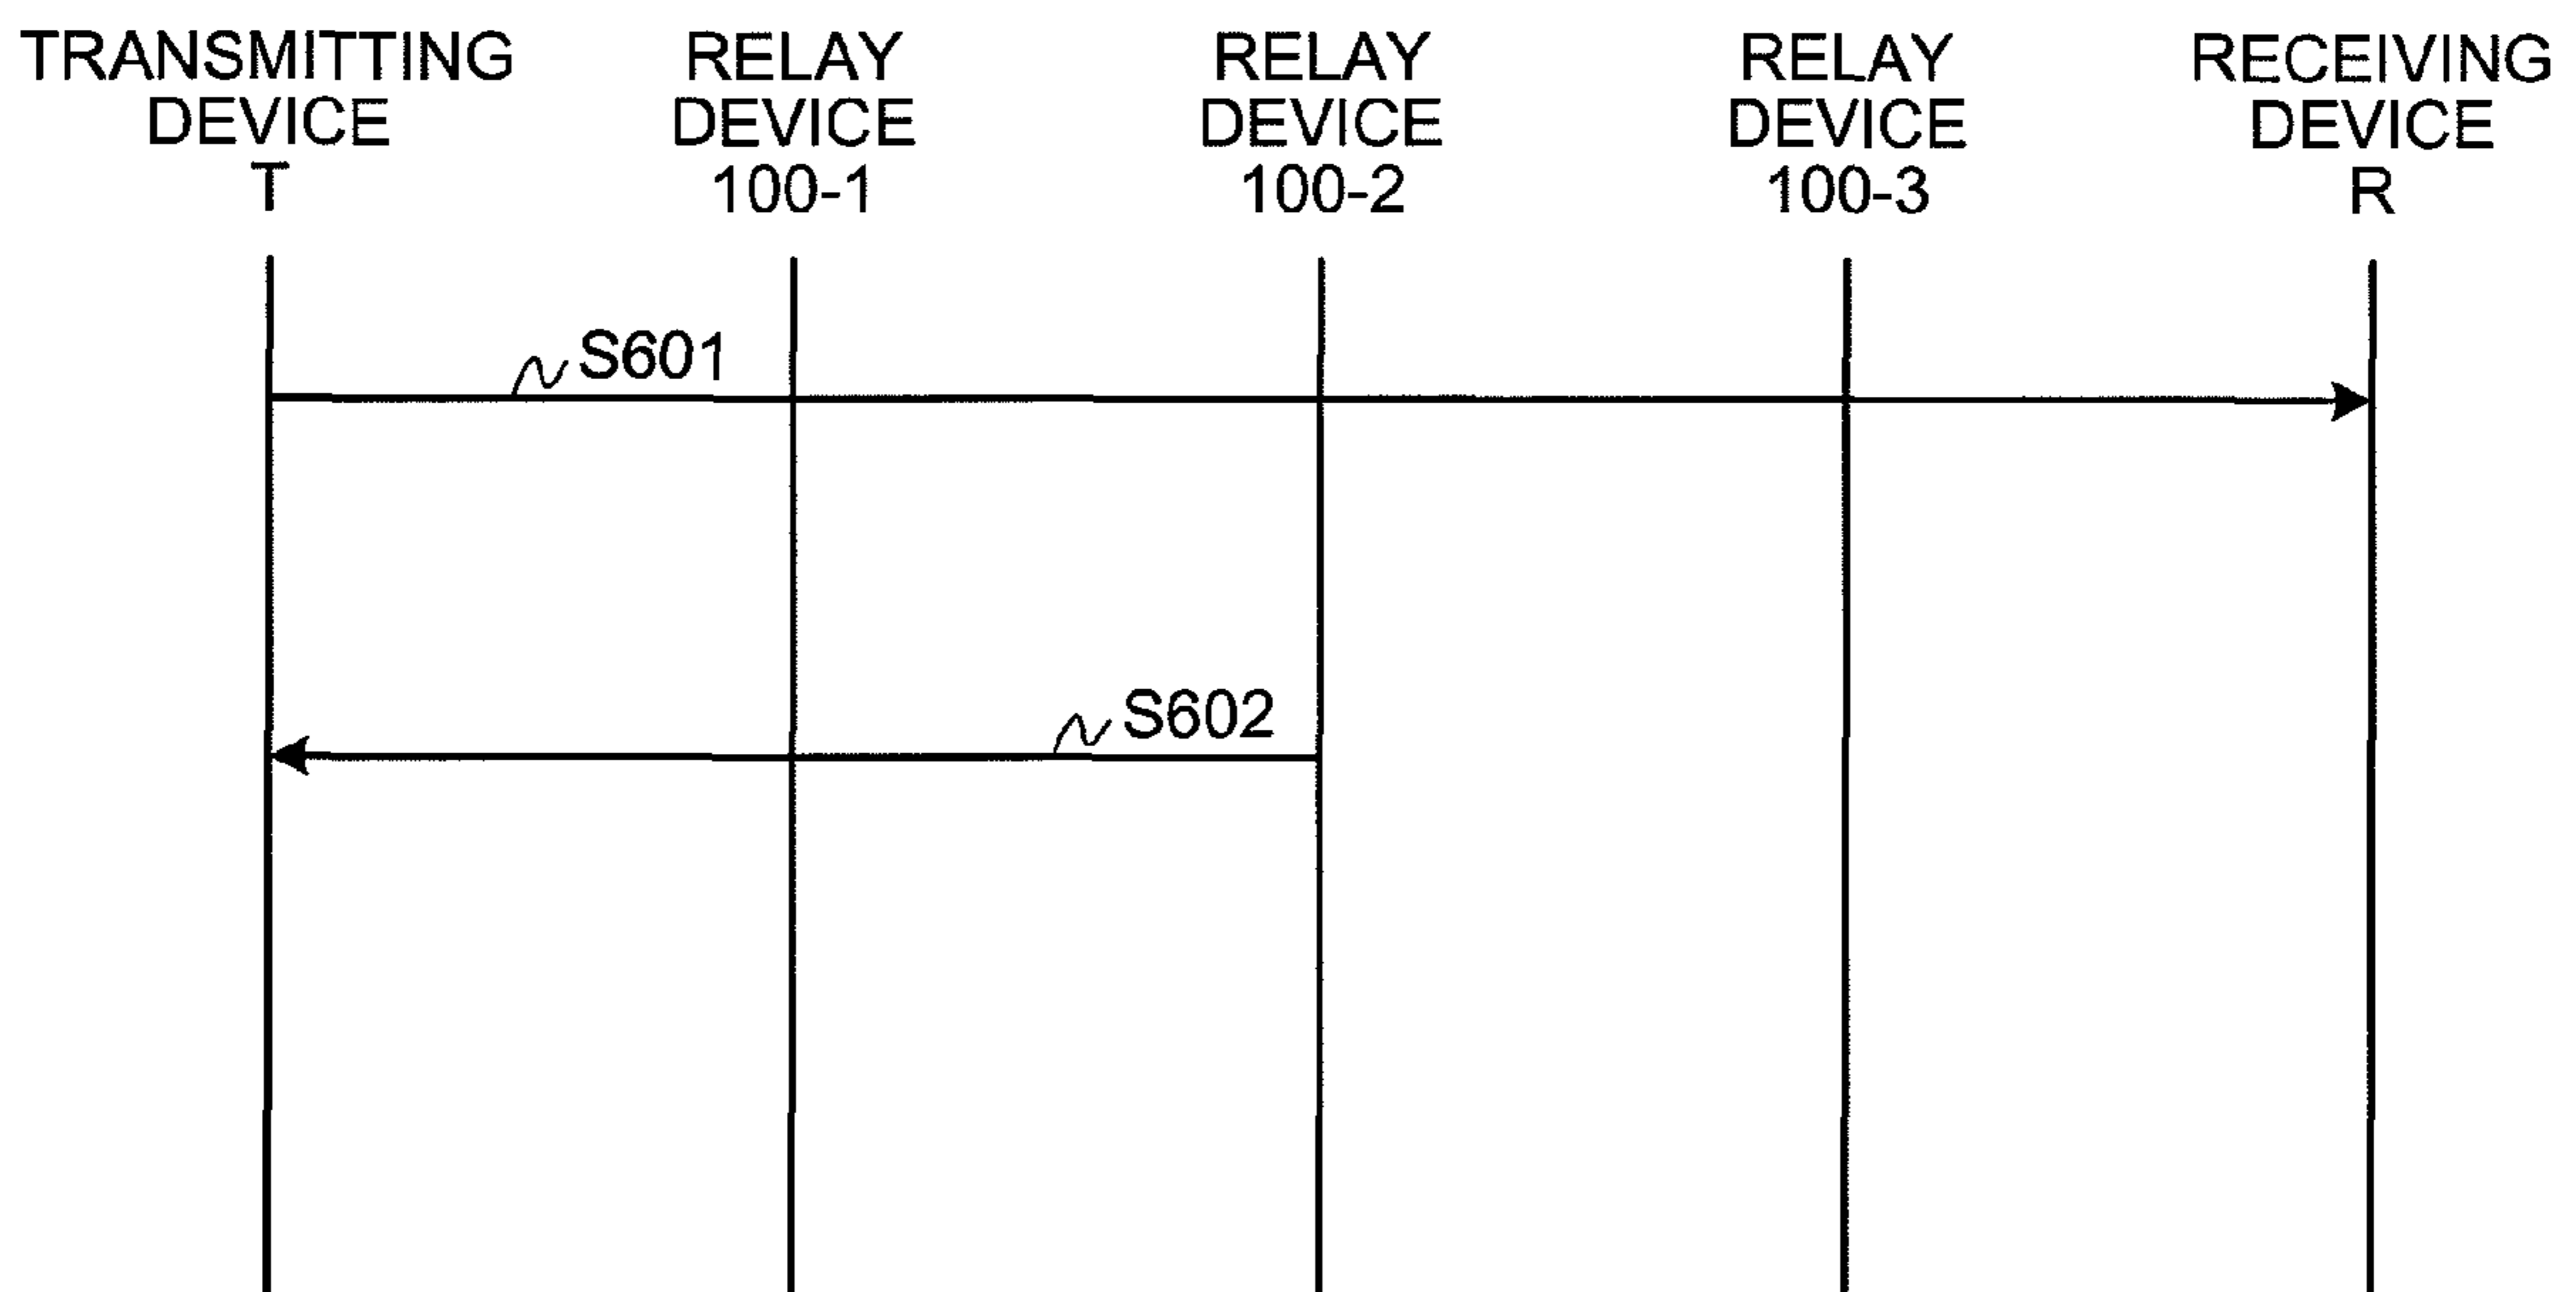 TRANSMITTING
DEVICE
T
RELAY
DEVICE
100-1
RELAY
DEVICE
100-2
RELAY
DEVICE
100-3
RECEIVING
DEVICE
R
S601
S602